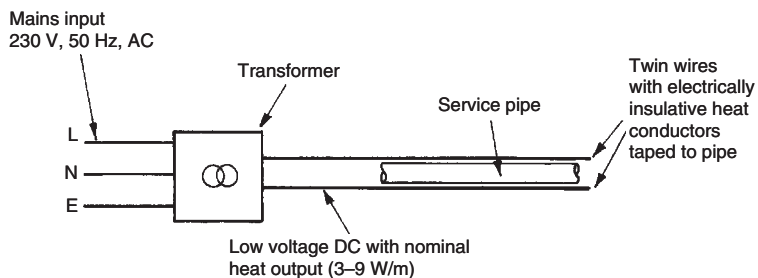 Mains input
230 V, 50 Hz, AC
Transformer
Service pipe
Twin wires
with electrically
insulative heat
conductors
taped to pipe
L
N
E
Low voltage DC with nominal
heat output (3–9 W/m)